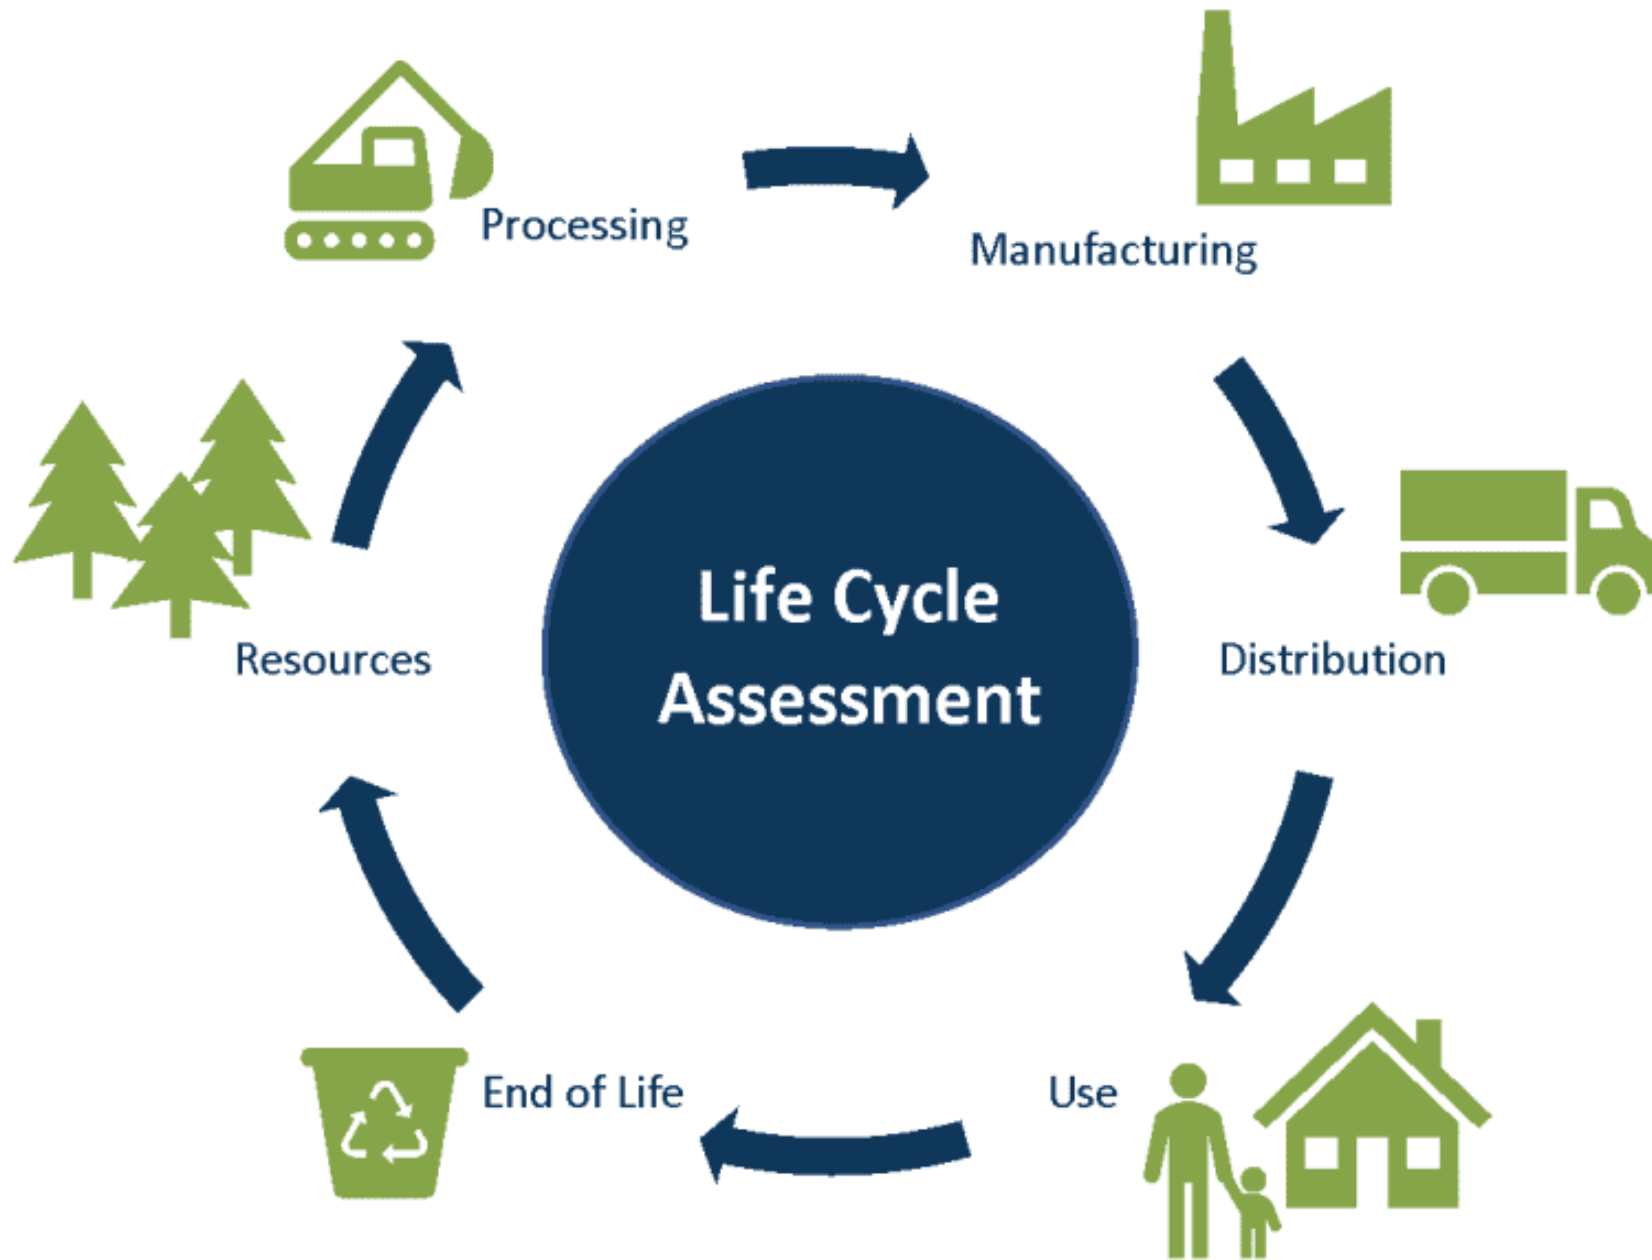 Processing
Manufacturing
Life Cycle
Assessment
Resources
Distribution
End of Life
Use